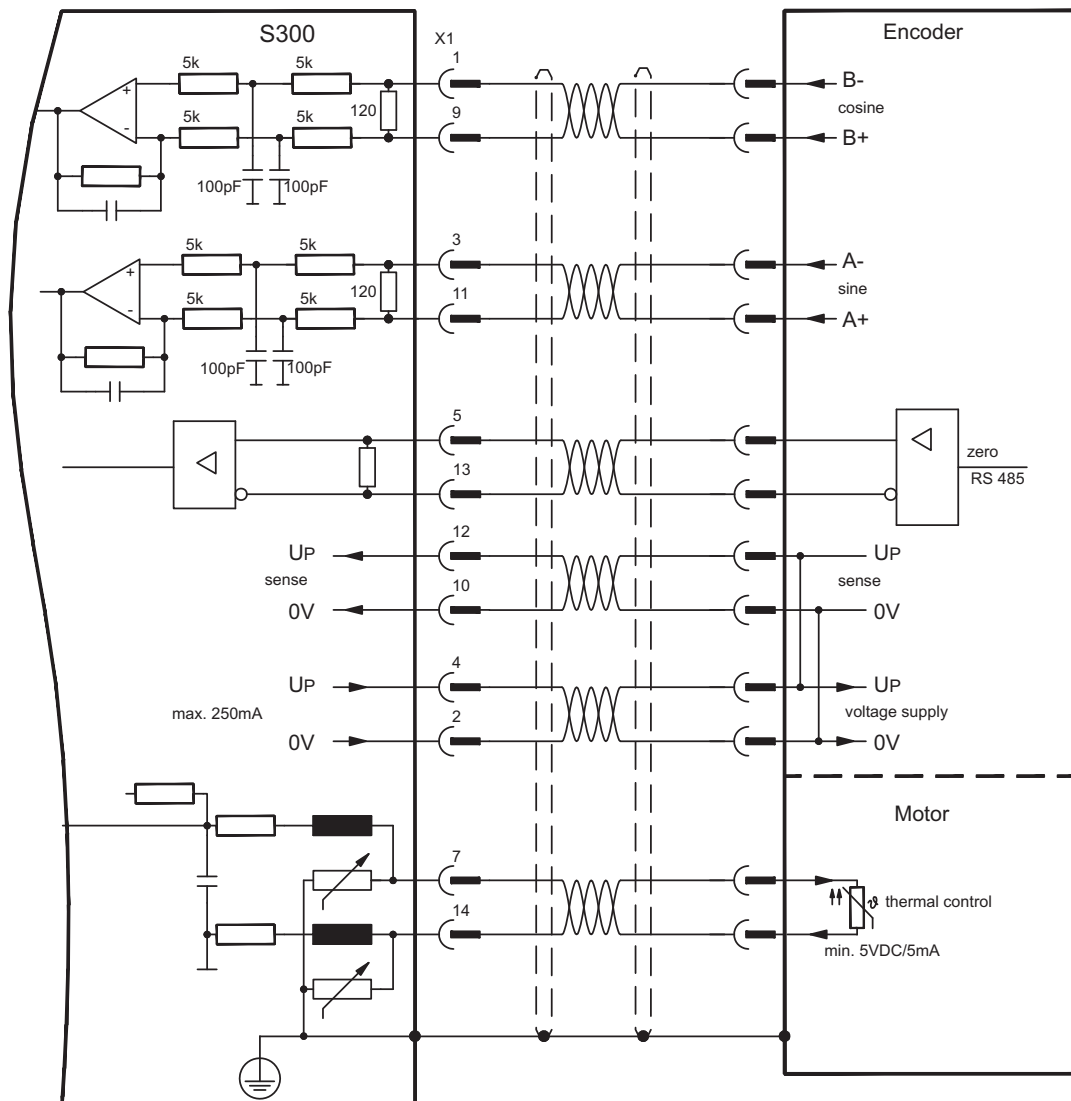 S300
X1
Encoder
5k
5k
1
B-
120
cosine
5k
5k
9
B+
+
-
100pF
100pF
5k
5k
3
A-
120
sine
5k
5k
11
A+
+
-
100pF
100pF
5
zero
RS 485
13
UP
12
UP
sense
sense
0V
10
0V
UP
4
UP
max. 250mA
voltage supply
0V
2
0V
Motor
7
ϑ thermal control
14
min. 5VDC/5mA